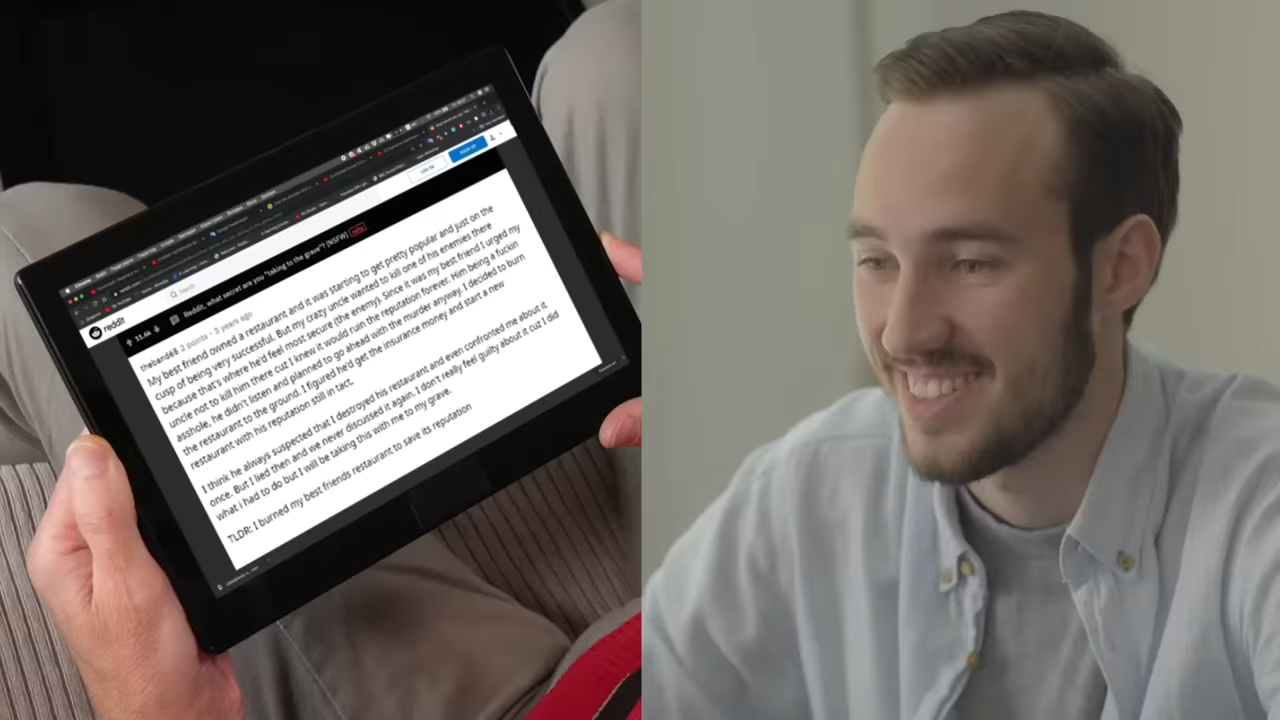 reddit
Search
LOG IN
SIGN UP
11.6k
Reddit, what secret are you "taking to the grave"? [NSFW]
2 points · 3 years ago
My best friend owned a restaurant and it was starting to get pretty popular and just on the
cusp of being very successful. But my crazy uncle wanted to kill one of his enemies there
because that's where he'd feel most secure (the enemy). Since it was my best friend I urged my
uncle not to kill him there cuz I knew it would ruin the reputation forever. Him being a fuckin
asshole, he didn't listen and planned to go ahead with the murder anyway. I decided to burn
the restaurant to the ground. I figured he'd get the insurance money and start a new
restaurant with his reputation still in tact.
I think he always suspected that I destroyed his restaurant and even confronted me about it
once. But I lied then and we never discussed it again. I don't really feel guilty about it cuz I did
what i had to do but I will be taking this with me to my grave.
TLDR: I burned my best friends restaurant to save its reputation